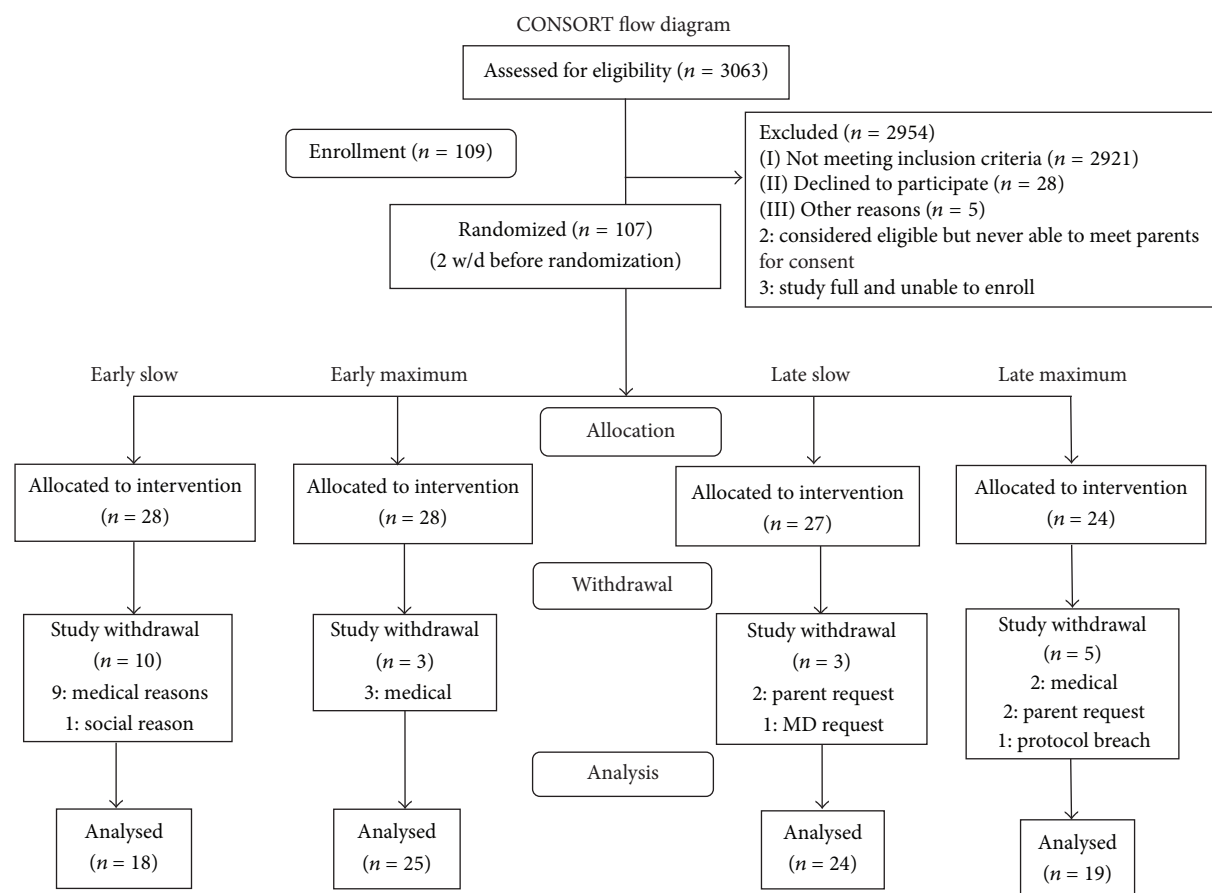 CONSORT flow diagram
Assessed for eligibility (n = 3063)
Enrollment (n = 109)
Excluded (n = 2954)
(I) Not meeting inclusion criteria (n = 2921)
(II) Declined to participate (n = 28)
(III) Other reasons (n = 5)
2: considered eligible but never able to meet parents
for consent
3: study full and unable to enroll
Randomized (n = 107)
(2 w/d before randomization)
Early slow
Early maximum
Late slow
Late maximum
Allocation
Allocated to intervention
(n = 28)
Allocated to intervention
(n = 28)
Allocated to intervention
(n = 27)
Allocated to intervention
(n = 24)
Withdrawal
Study withdrawal
(n = 10)
9: medical reasons
1: social reason
Study withdrawal
(n = 3)
3: medical
Study withdrawal
(n = 3)
2: parent request
1: MD request
Study withdrawal
(n = 5)
2: medical
2: parent request
1: protocol breach
Analysis
Analysed
(n = 18)
Analysed
(n = 25)
Analysed
(n = 24)
Analysed
(n = 19)